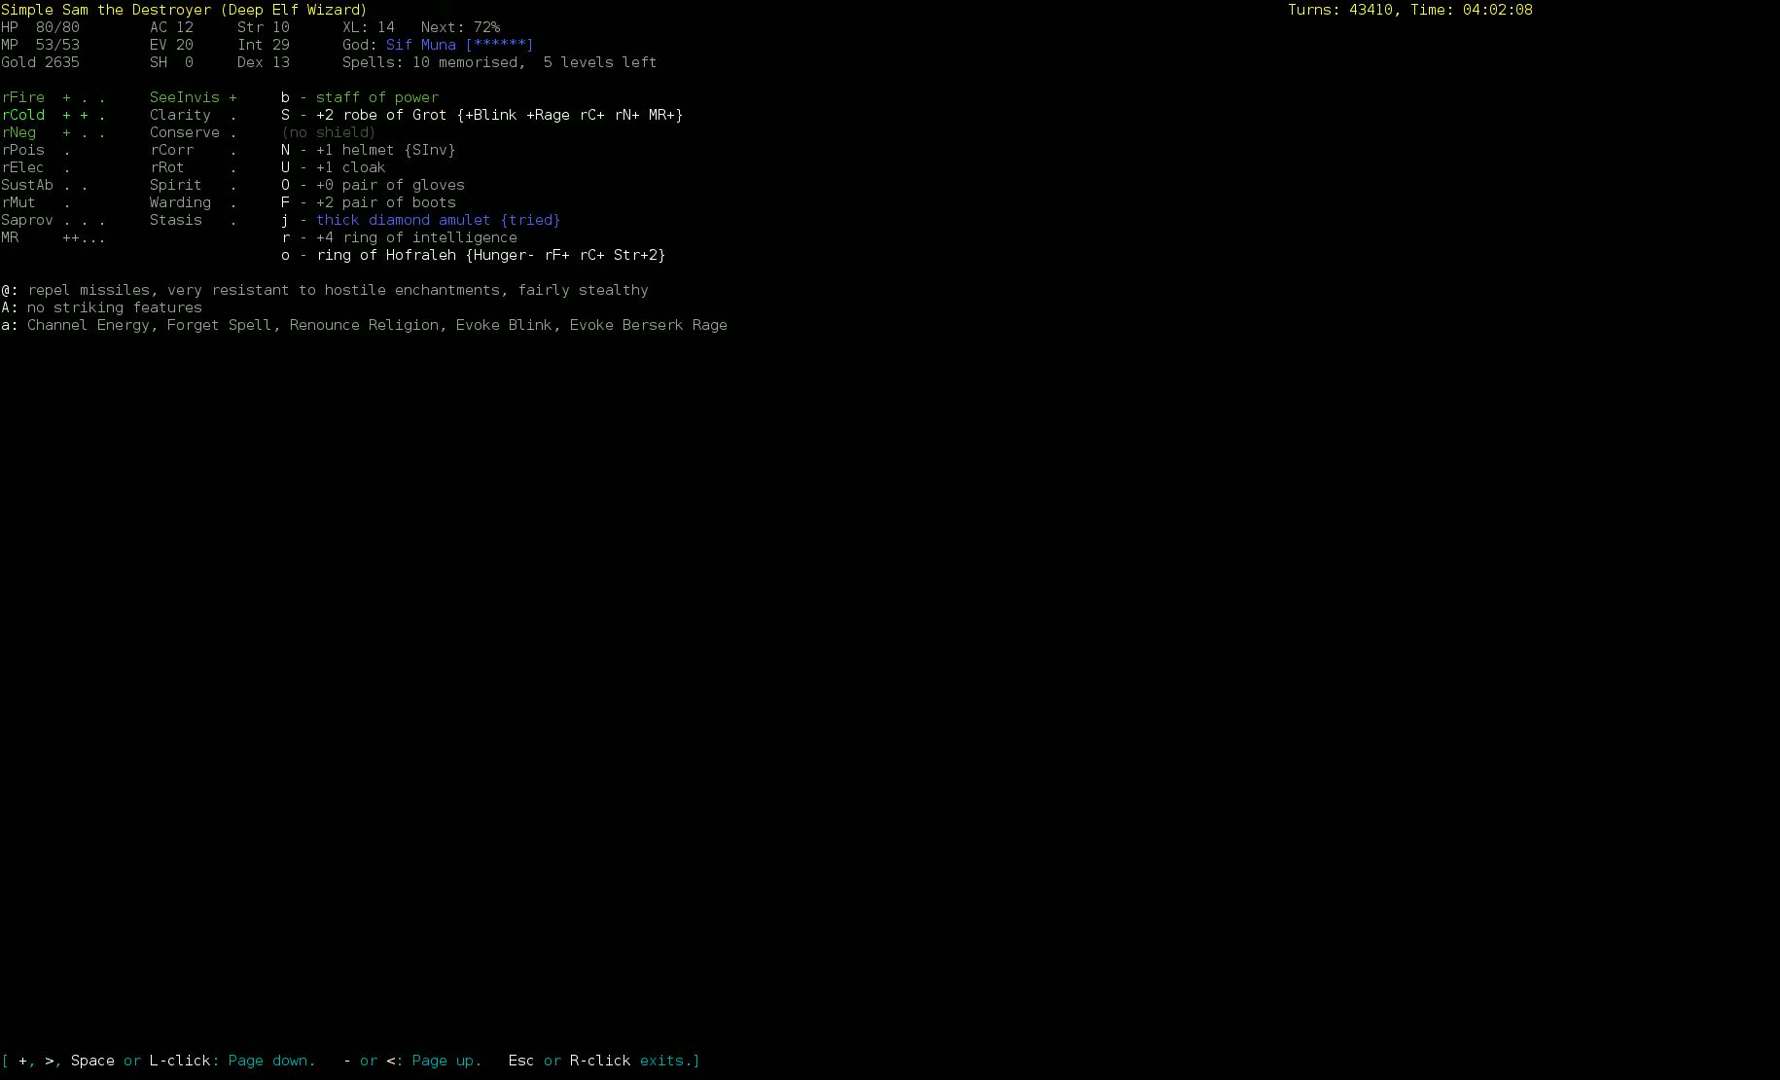 Simple Sam the Destroyer (Deep Elf Wizard) Turns: 43410, Time: 04:02:08
HP 80/80 AC 12 Str 10 XL: 14 Next: 72%
MP 53/53 EV 20 Int 29 God: Sif Muna [******]
Gold 2635 SH 0 Dex 13 Spells: 10 memorised, 5 levels left
rFire + . . SeeInvis + b - staff of power
rCold + + . Clarity . S - +2 robe of Grot {+Blink +Rage rC+ rN+ MR+}
rNeg + . . Conserve . (no shield)
rPois . rCorr . N - +1 helmet {SInv}
rElec . rRot . U - +1 cloak
SustAb . . Spirit . O - +0 pair of gloves
rMut . Warding . F - +2 pair of boots
Saprov . . . Stasis . j - thick diamond amulet {tried}
MR ++... r - +4 ring of intelligence
o - ring of Hofraleh {Hunger- rF+ rC+ Str+2}
@: repel missiles, very resistant to hostile enchantments, fairly stealthy
A: no striking features
a: Channel Energy, Forget Spell, Renounce Religion, Evoke Blink, Evoke Berserk Rage
[ +, >, Space or L-click: Page down. - or <: Page up. Esc or R-click exits.]